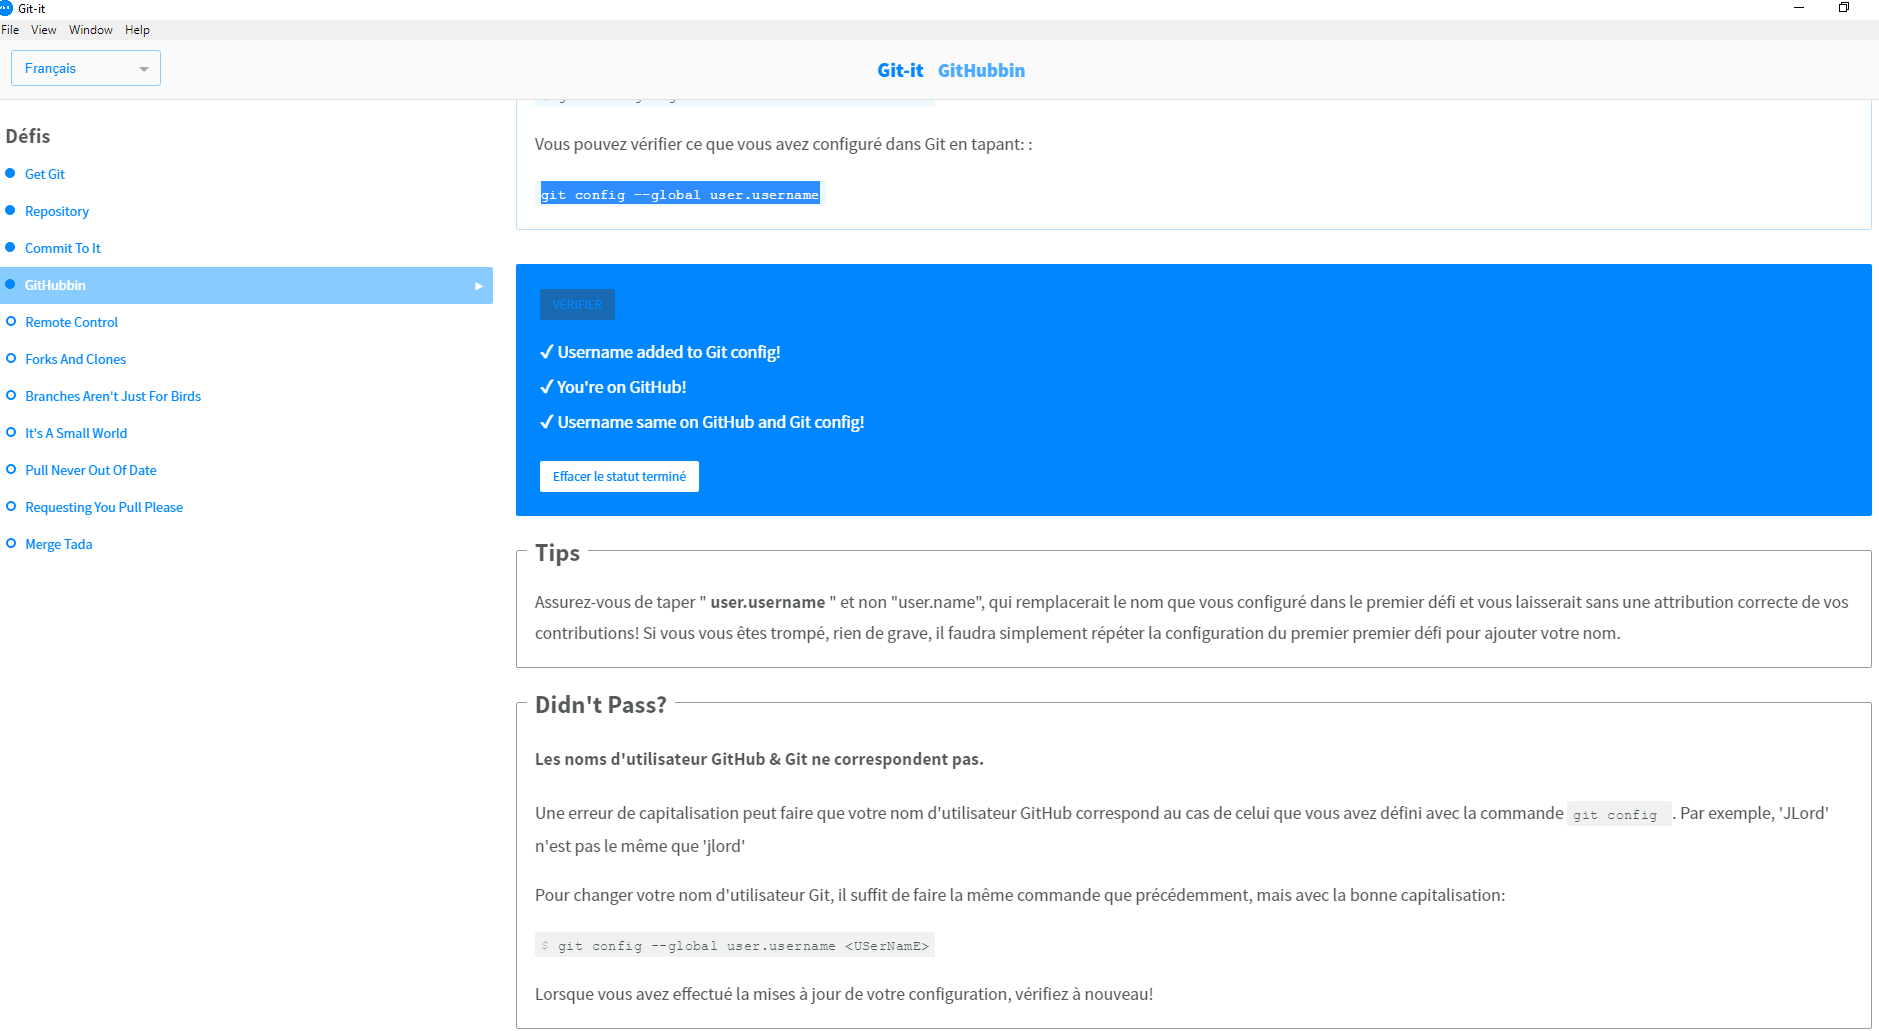 Git-it
File View Window Help
Français
Git-it GitHubbin
Défis
Get Git
Repository
Commit To It
GitHubbin
Remote Control
Forks And Clones
Branches Aren't Just For Birds
It's A Small World
Pull Never Out Of Date
Requesting You Pull Please
Merge Tada
Vous pouvez vérifier ce que vous avez configuré dans Git en tapant: :
git config --global user.username
VÉRIFIER
✔ Username added to Git config!
✔ You're on GitHub!
✔ Username same on GitHub and Git config!
Effacer le statut terminé
Tips
Assurez-vous de taper " user.username " et non "user.name", qui remplacerait le nom que vous configuré dans le premier défi et vous laisserait sans une attribution correcte de vos
contributions! Si vous vous êtes trompé, rien de grave, il faudra simplement répéter la configuration du premier premier défi pour ajouter votre nom.
Didn't Pass?
Les noms d'utilisateur GitHub & Git ne correspondent pas.
Une erreur de capitalisation peut faire que votre nom d'utilisateur GitHub correspond au cas de celui que vous avez défini avec la commande git config . Par exemple, 'JLord'
n'est pas le même que 'jlord'
Pour changer votre nom d'utilisateur Git, il suffit de faire la même commande que précédemment, mais avec la bonne capitalisation:
$ git config --global user.username <USerNamE>
Lorsque vous avez effectué la mises à jour de votre configuration, vérifiez à nouveau!